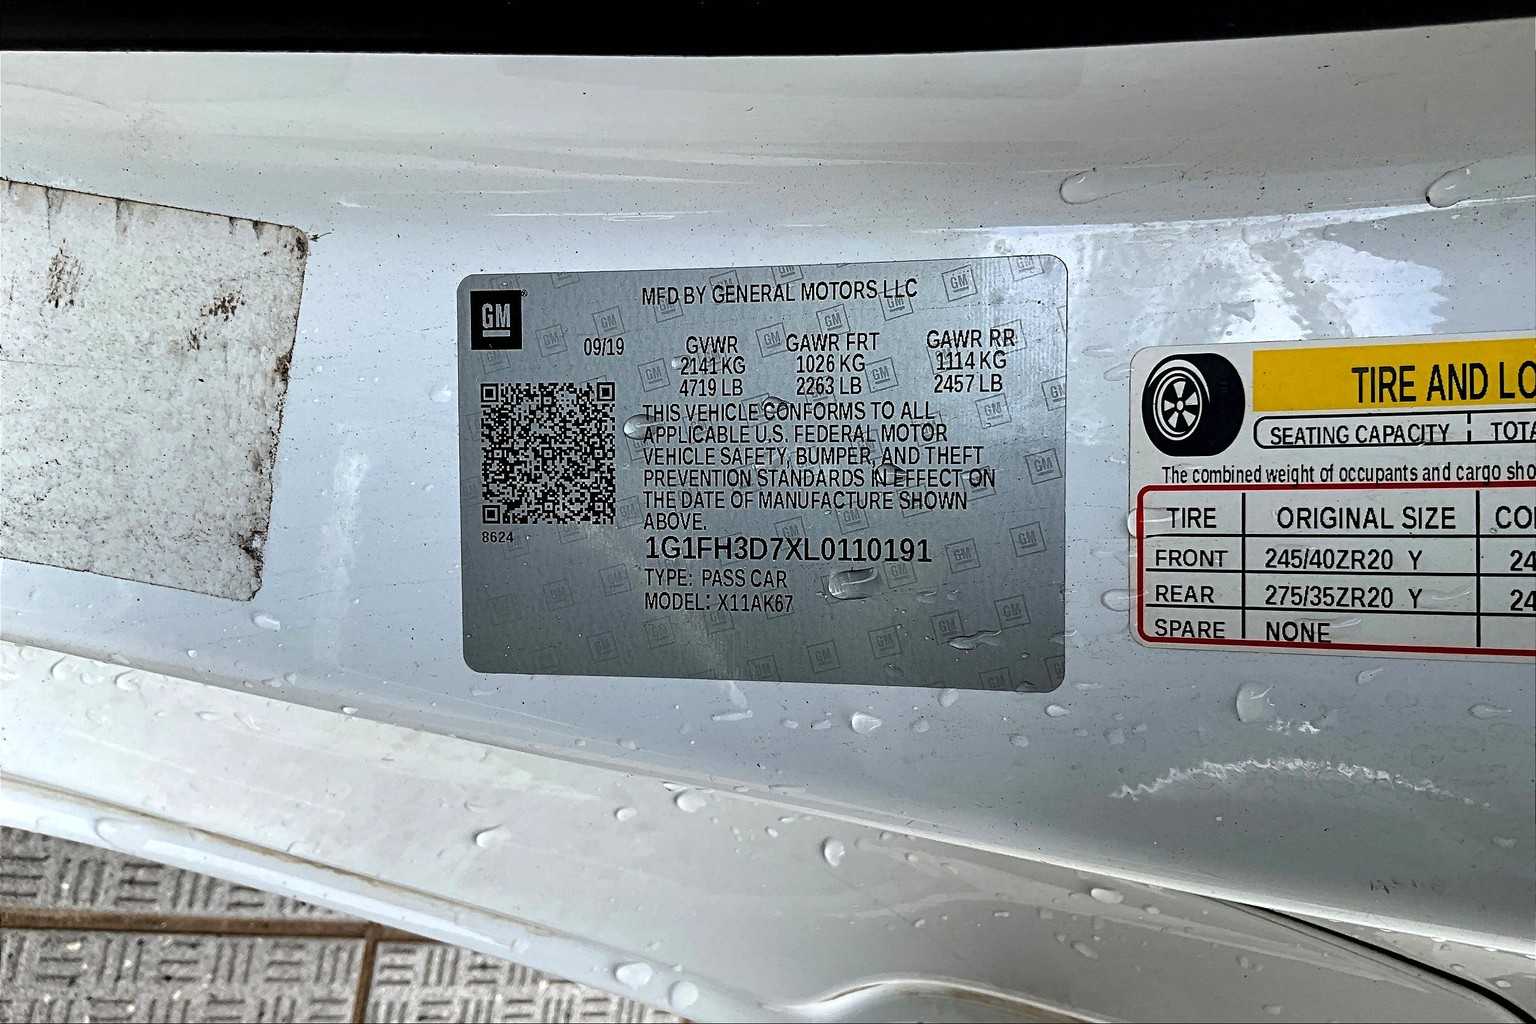 GM
MFD BY GENERAL MOTORS LLC
09/19
GVWR GAWR FRT GAWR RR
2141 KG 1026 KG 1114 KG
4719 LB 2263 LB 2457 LB
THIS VEHICLE CONFORMS TO ALL
APPLICABLE U.S. FEDERAL MOTOR
VEHICLE SAFETY, BUMPER, AND THEFT
PREVENTION STANDARDS IN EFFECT ON
THE DATE OF MANUFACTURE SHOWN
ABOVE.
8624
1G1FH3D7XL0110191
TYPE: PASS CAR
MODEL: X11AK67
TIRE AND LO
SEATING CAPACITY TOTA
The combined weight of occupants and cargo sho
TIRE ORIGINAL SIZE CO
FRONT 245/40ZR20 Y 24
REAR 275/35ZR20 Y 24
SPARE NONE